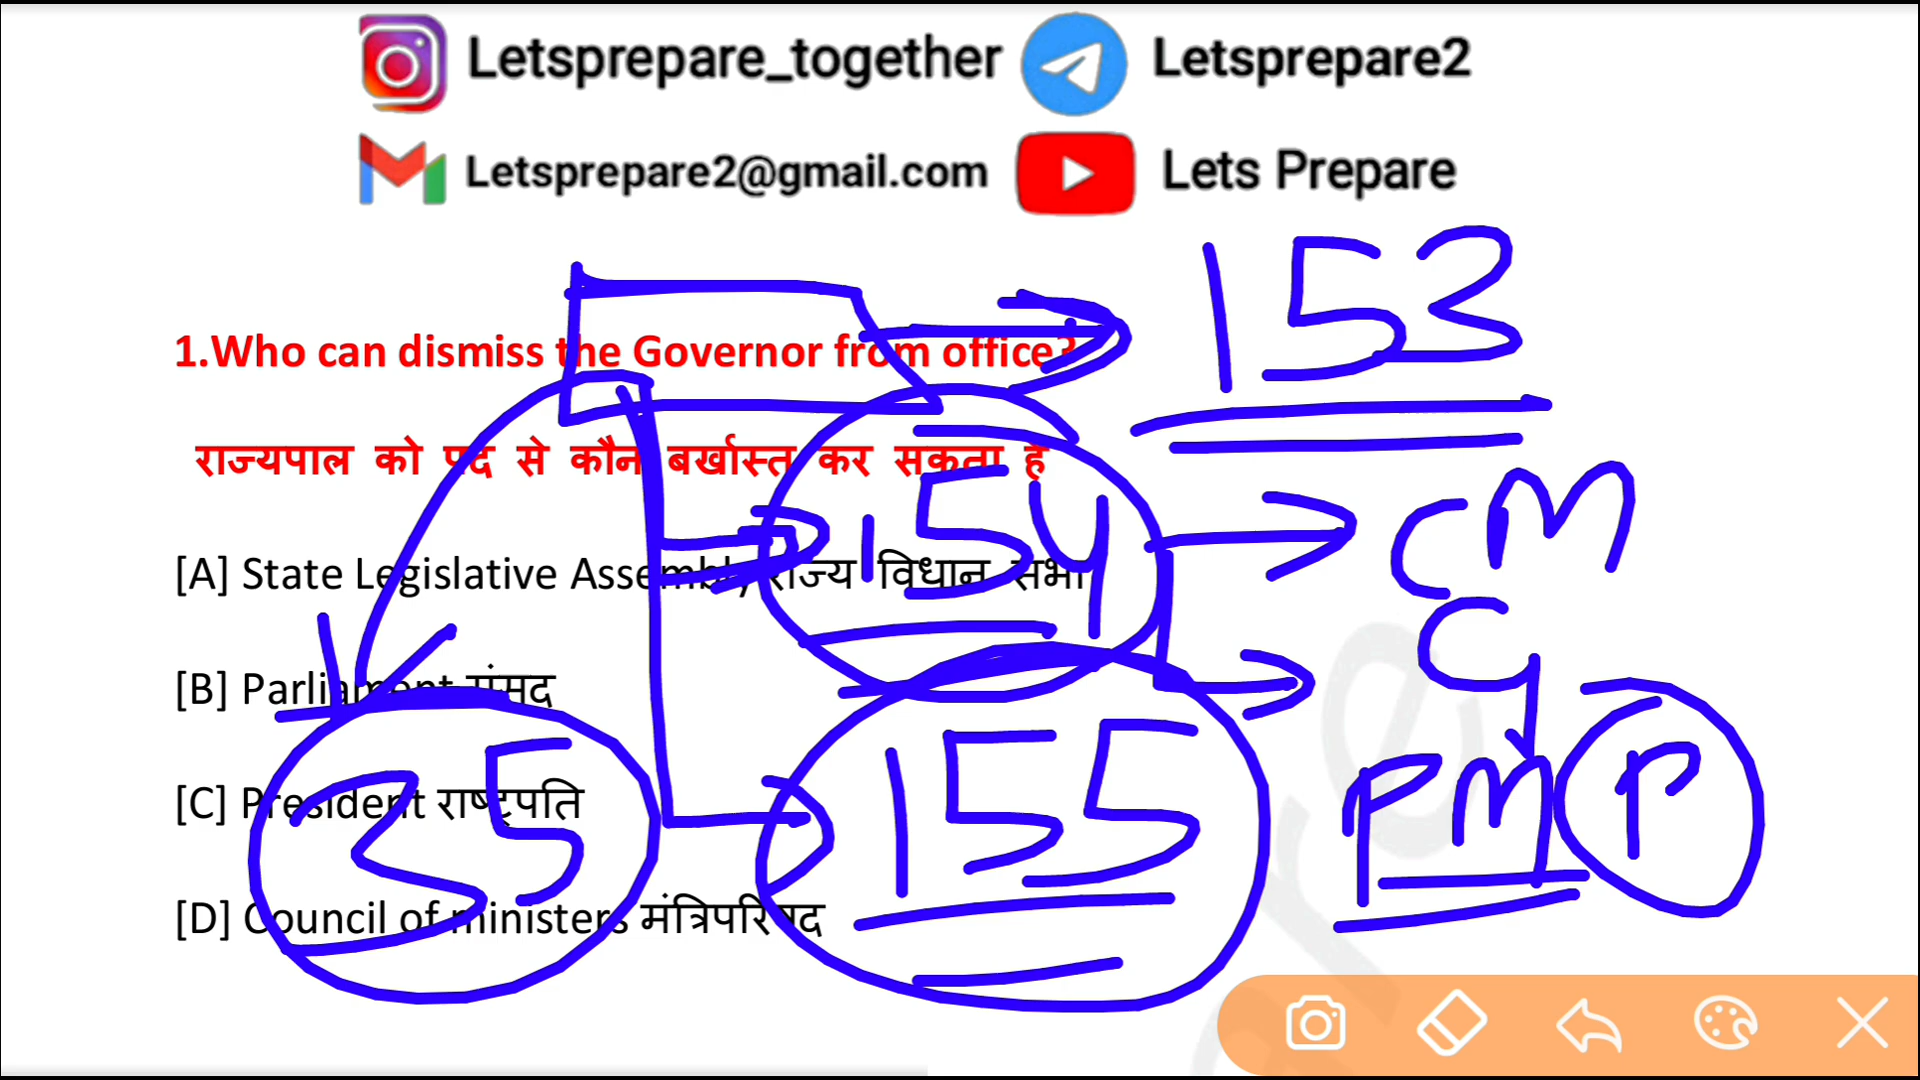 Letsprepare_together Letsprepare2
Letsprepare2@gmail.com Lets Prepare
153
1.Who can dismiss the Governor from office?
राज्यपाल को पद से कौन बर्खास्त कर सकता है
154 CM
[A] State Legislative Assembly राज्य विधान सभा
G
[B] Parliament संसद
35 155 PM P
[C] President राष्ट्रपति
[D] Council of ministers मंत्रिपरिषद